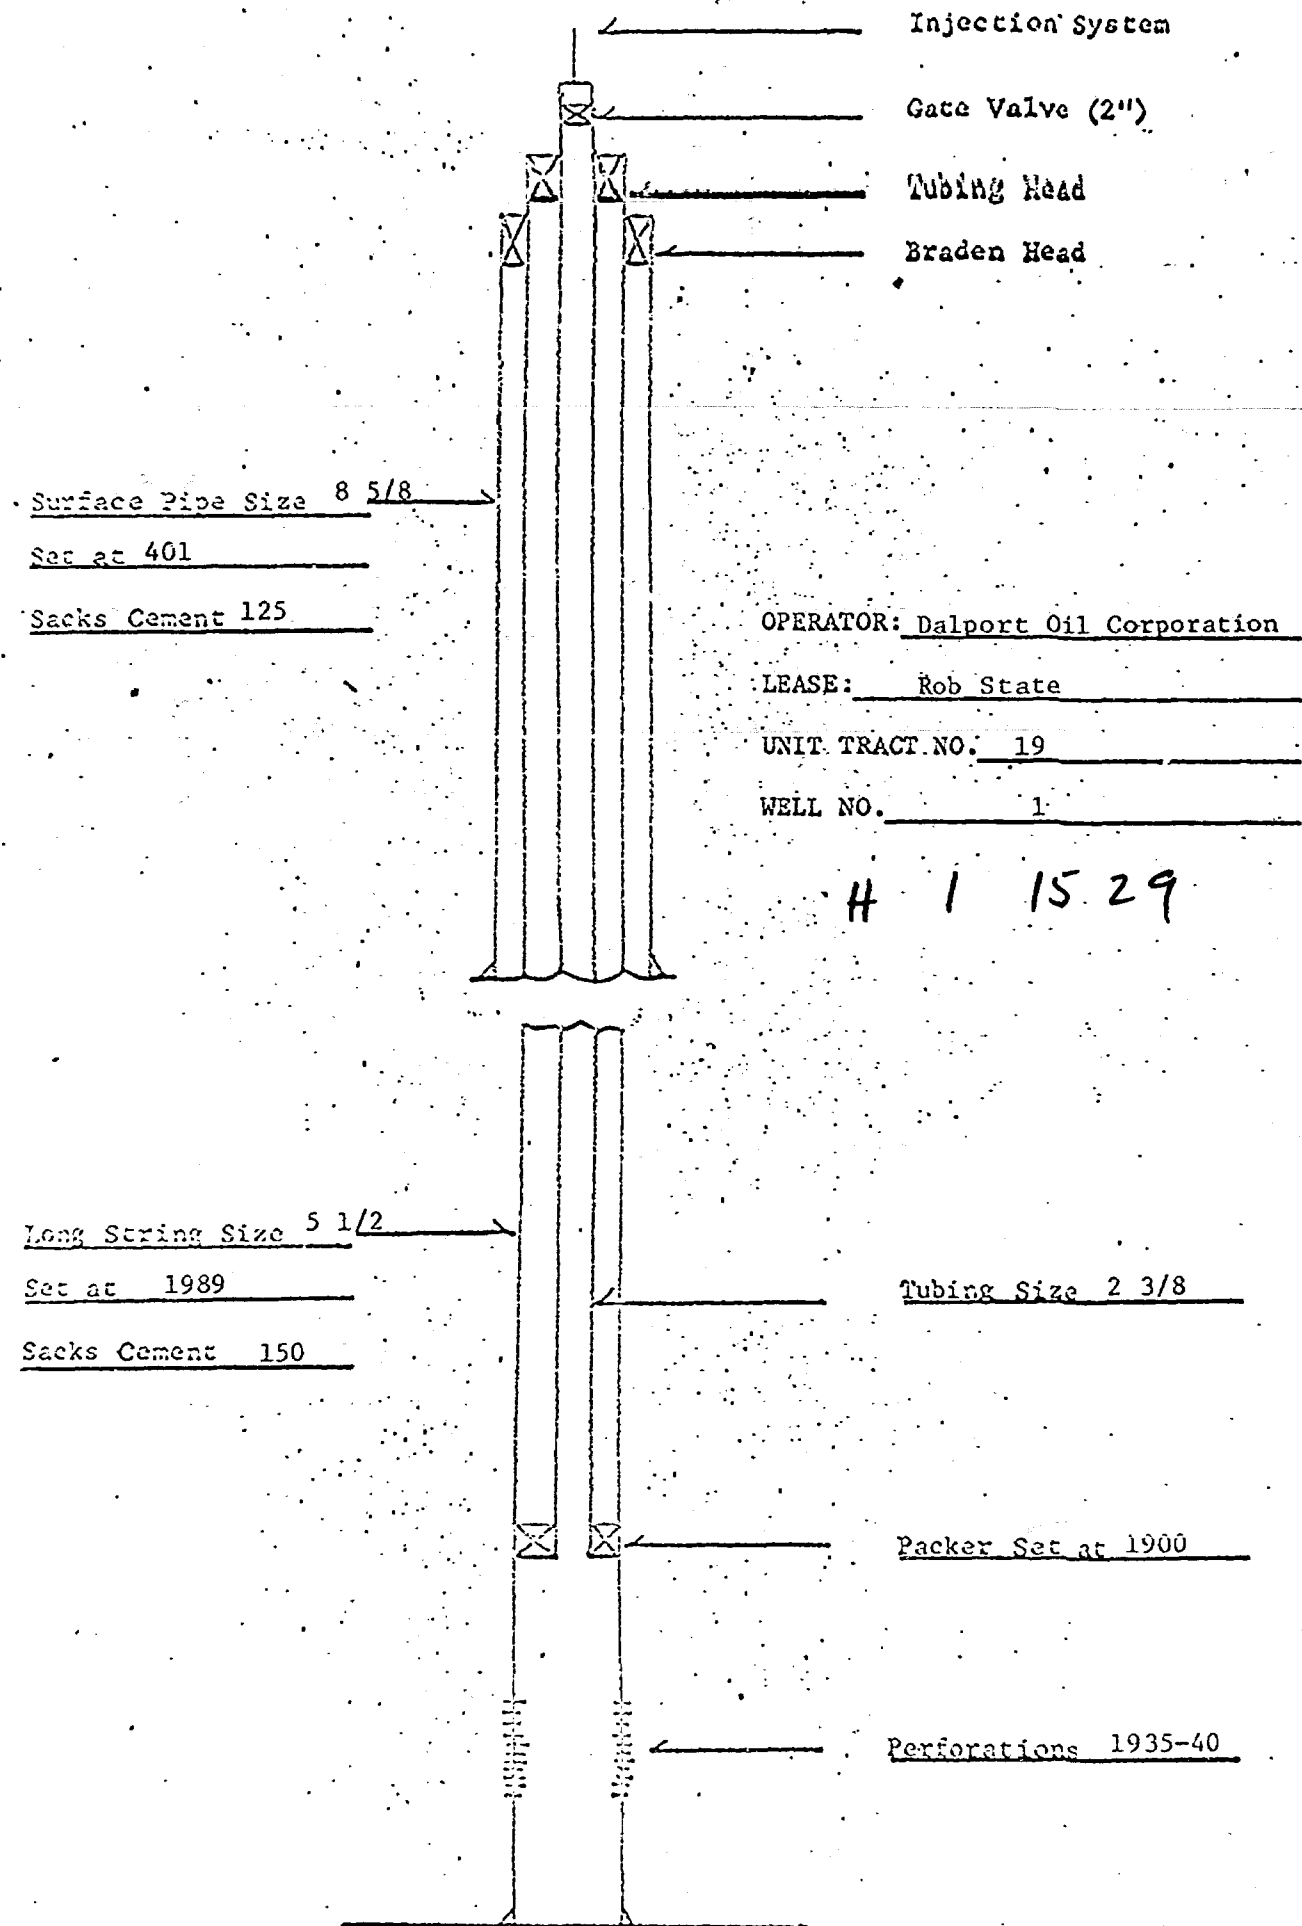 Injection System
Gate Valve (2")
Tubing Head
Braden Head
Surface Pipe Size 8 5/8
Set at 401
Sacks Cement 125
OPERATOR: Dalport Oil Corporation
LEASE: Rob State
UNIT TRACT NO. 19
WELL NO. 1
H 1 15 29
Long String Size 5 1/2
Set at 1989
Sacks Cement 150
Tubing Size 2 3/8
Packer Set at 1900
Perforations 1935-40